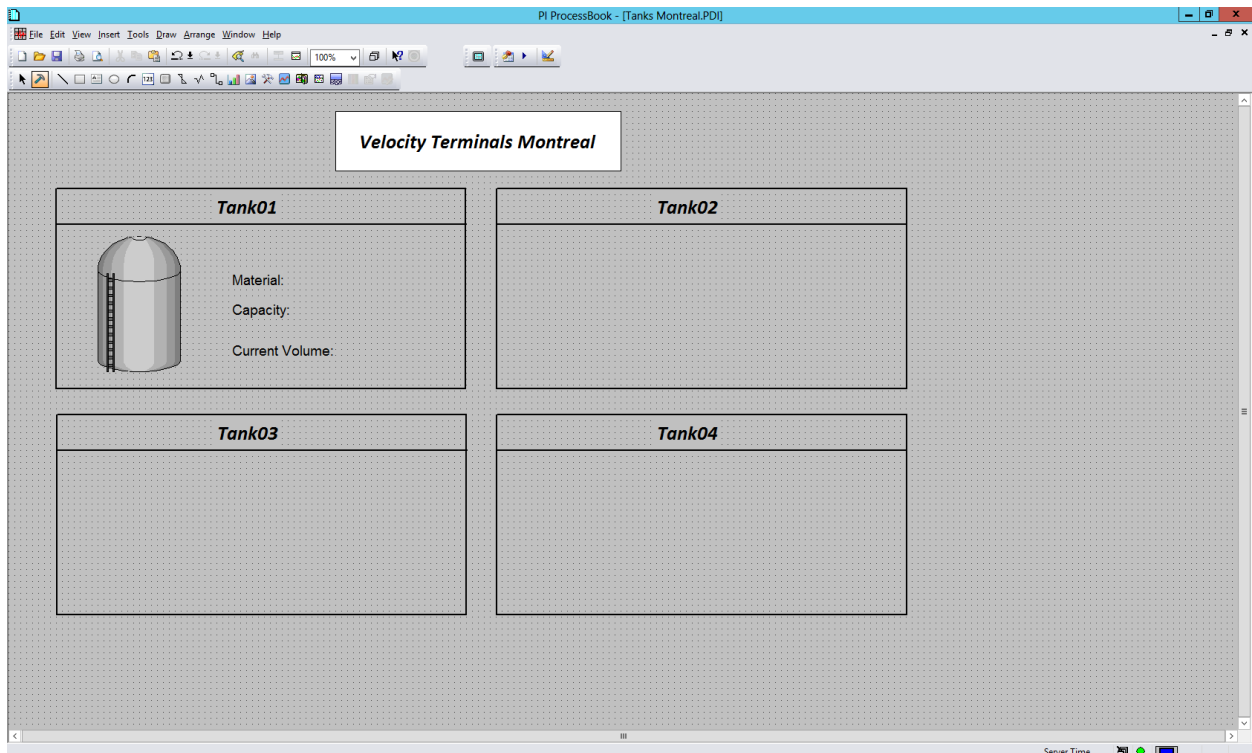 PI ProcessBook - [Tanks Montreal.PDI]
File Edit View Insert Tools Draw Arrange Window Help
100%
123
Velocity Terminals Montreal
Tank01
Tank02
Material:
Capacity:
Current Volume:
Tank03
Tank04
Server Time